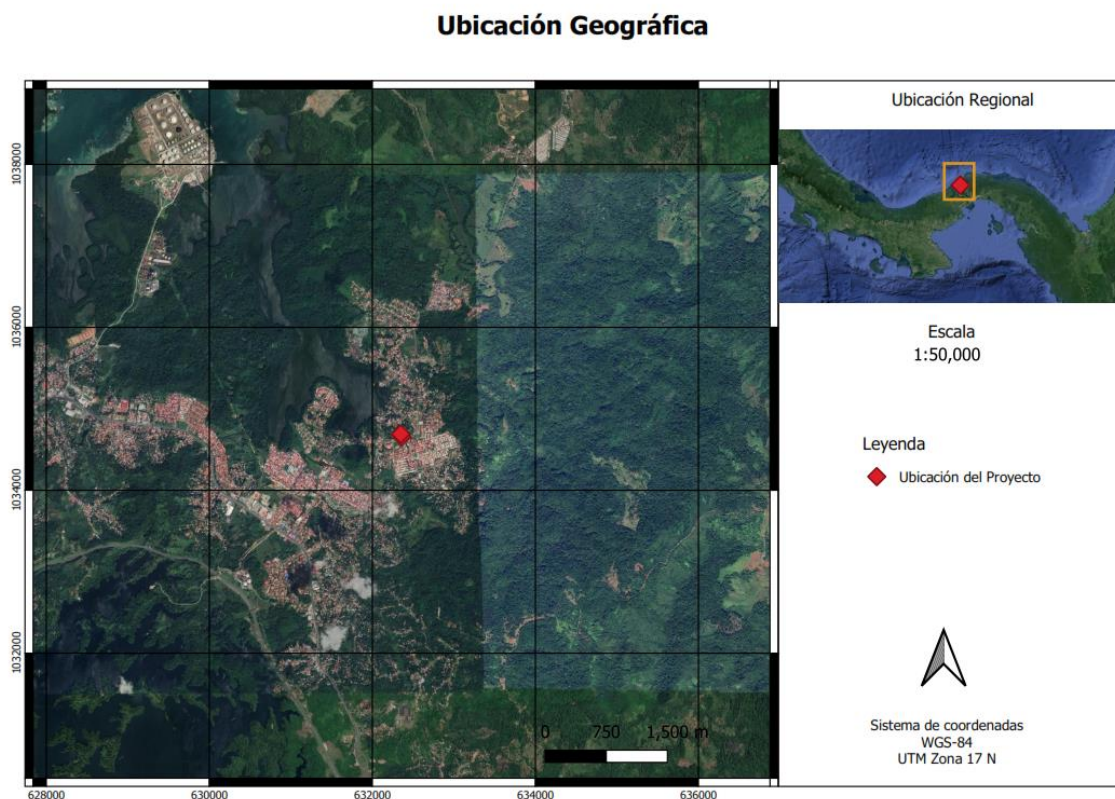 Ubicación Geográfica
Ubicación Regional
Escala
1:50,000
Leyenda
Ubicación del Proyecto
Sistema de coordenadas
WGS-84
UTM Zona 17 N
1038000
1036000
1034000
1032000
0 750 1,500 m
628000 630000 632000 634000 636000